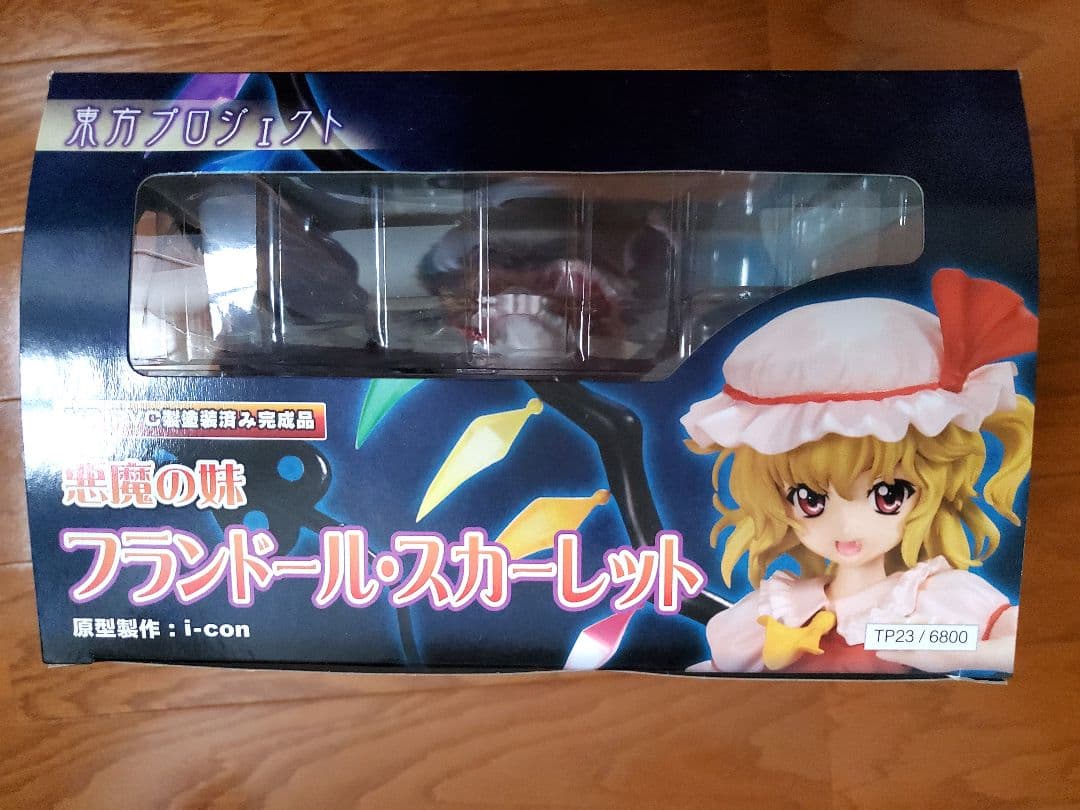 東方プロジェクト
C製塗装済み完成品
悪魔の妹
フランドール・スカーレット
原型製作：i-con
TP23 / 6800